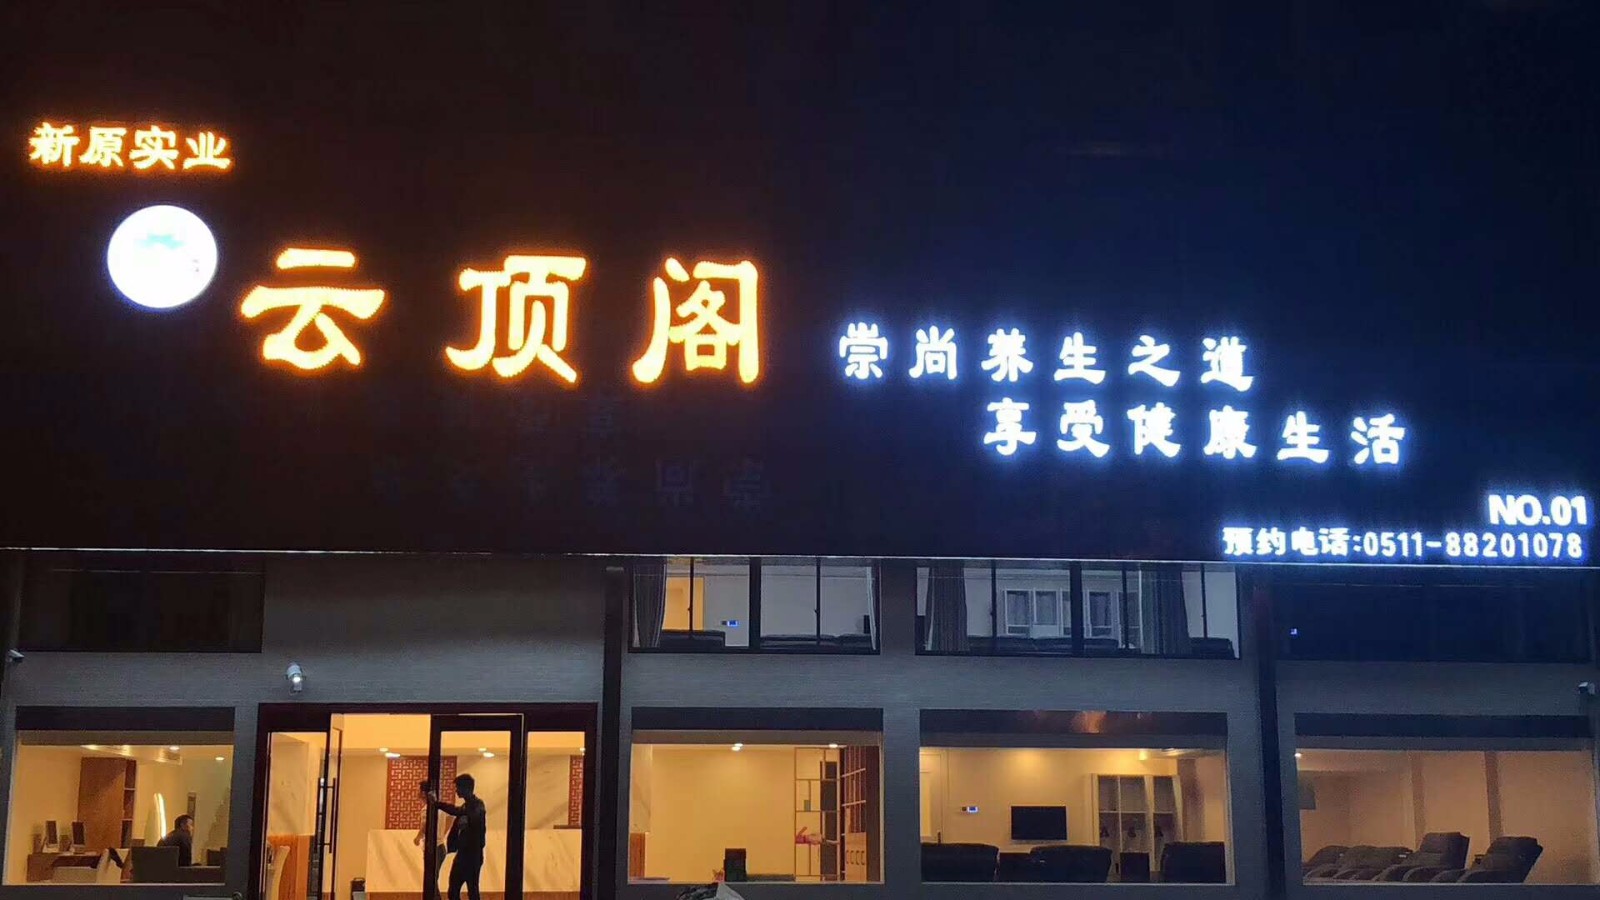 新原实业
云顶阁
崇尚养生之道
享受健康生活
NO.01
预约电话:0511-88201078